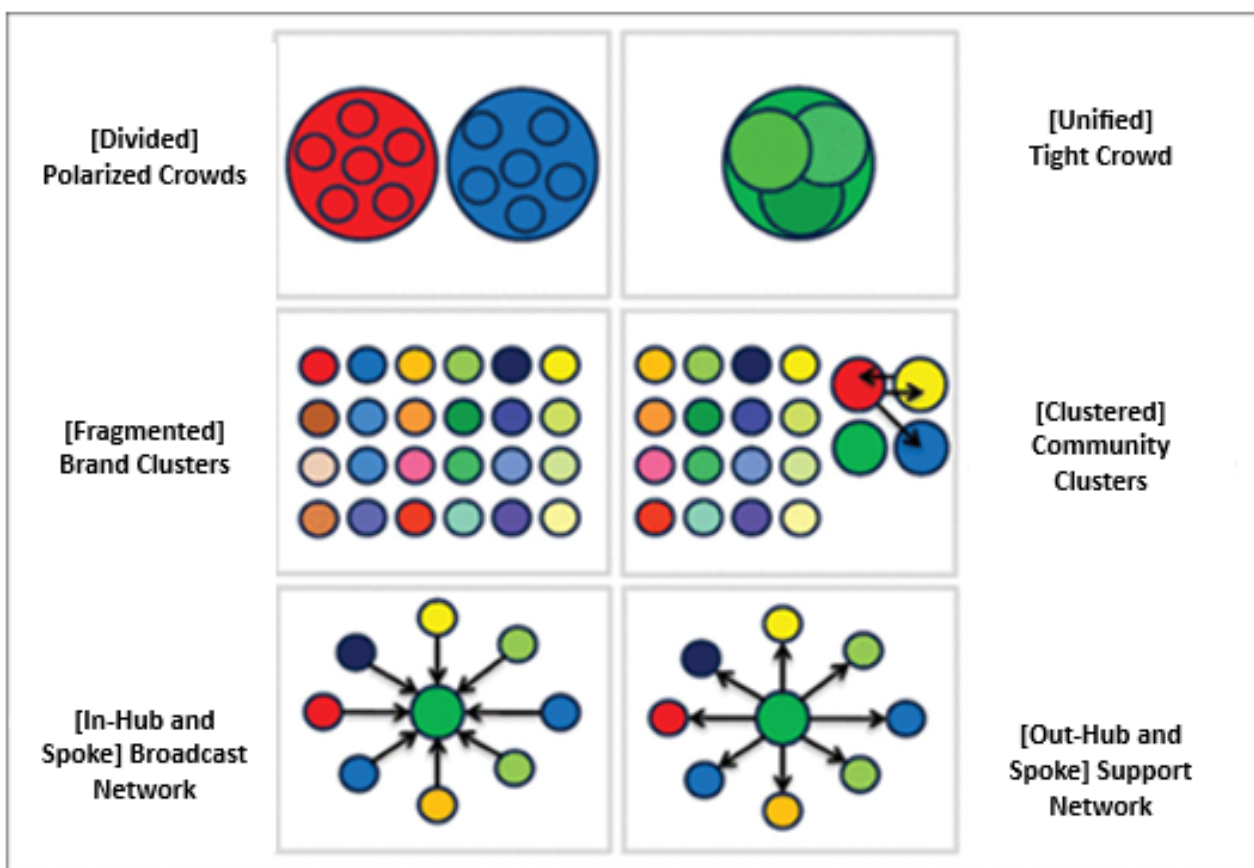 [Divided]
Polarized Crowds
[Unified]
Tight Crowd
[Fragmented]
Brand Clusters
[Clustered]
Community
Clusters
[In-Hub and
Spoke] Broadcast
Network
[Out-Hub and
Spoke] Support
Network